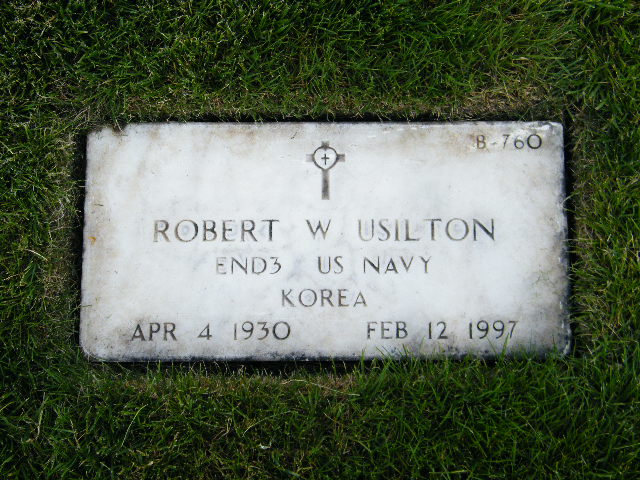 B-760
ROBERT W USILTON
END3 US NAVY
KOREA
APR 4 1930 FEB 12 1997